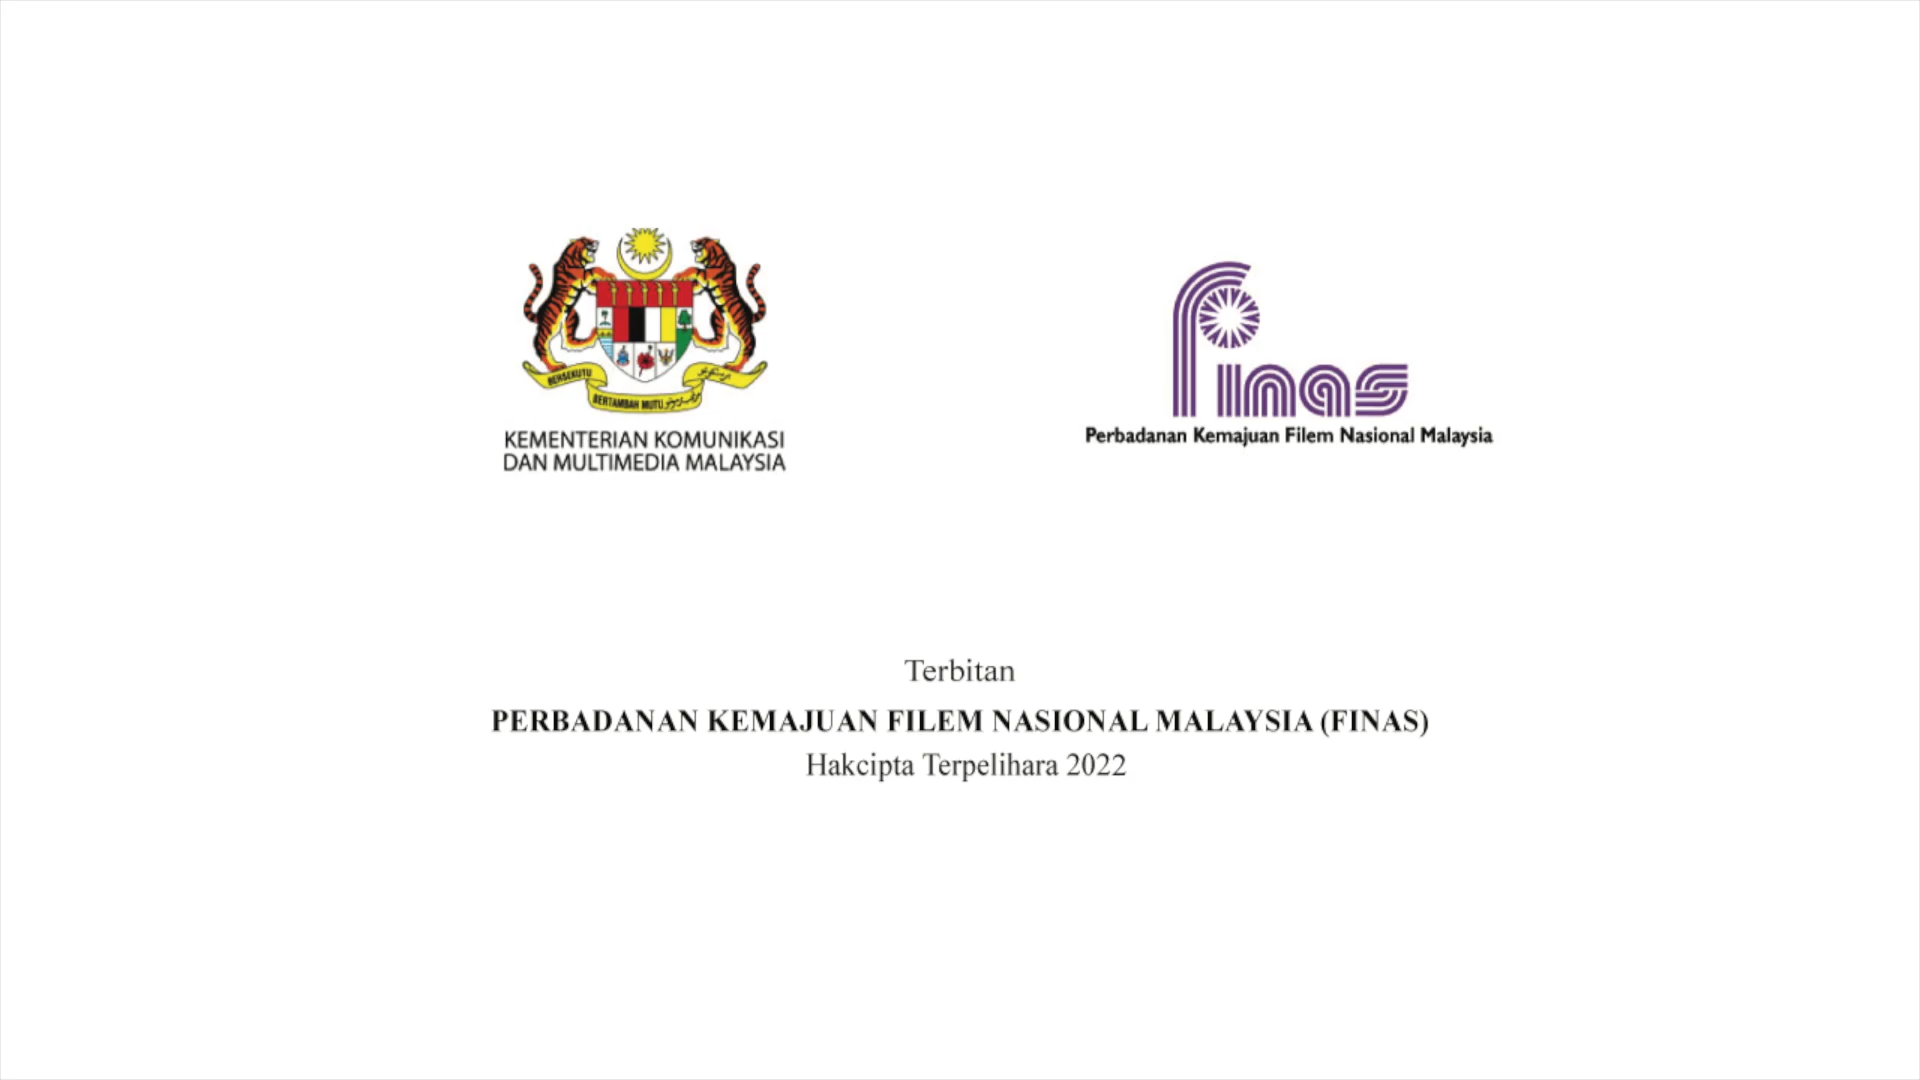 BERSEKUTU
BERTAMBAH MUTU
KEMENTERIAN KOMUNIKASI
DAN MULTIMEDIA MALAYSIA
Finas
Perbadanan Kemajuan Filem Nasional Malaysia
Terbitan
PERBADANAN KEMAJUAN FILEM NASIONAL MALAYSIA (FINAS)
Hakcipta Terpelihara 2022